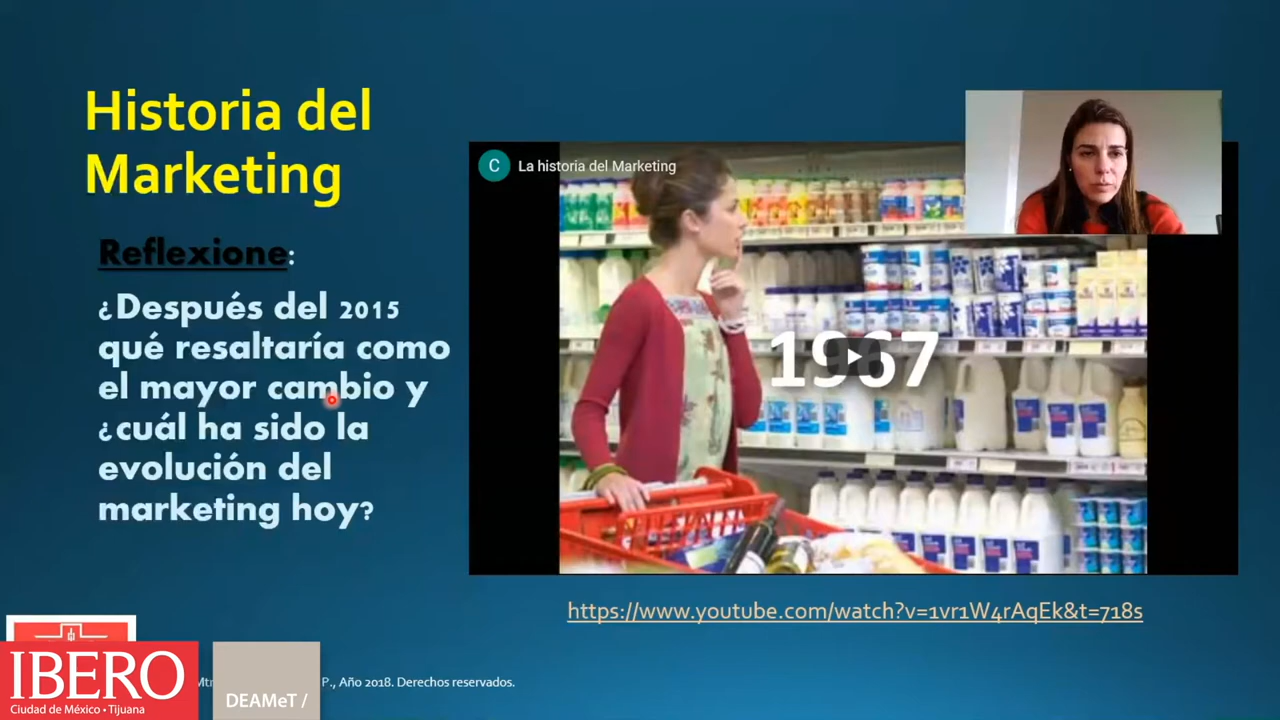 Historia del
Marketing
Reflexione:
¿Después del 2015
qué resaltaría como
el mayor cambio y
¿cuál ha sido la
evolución del
marketing hoy?
C La historia del Marketing
1967
https://www.youtube.com/watch?v=1vr1W4rAqEk&t=718s
P., Año 2018. Derechos reservados.
IBERO
Ciudad de México • Tijuana
DEAMeT /